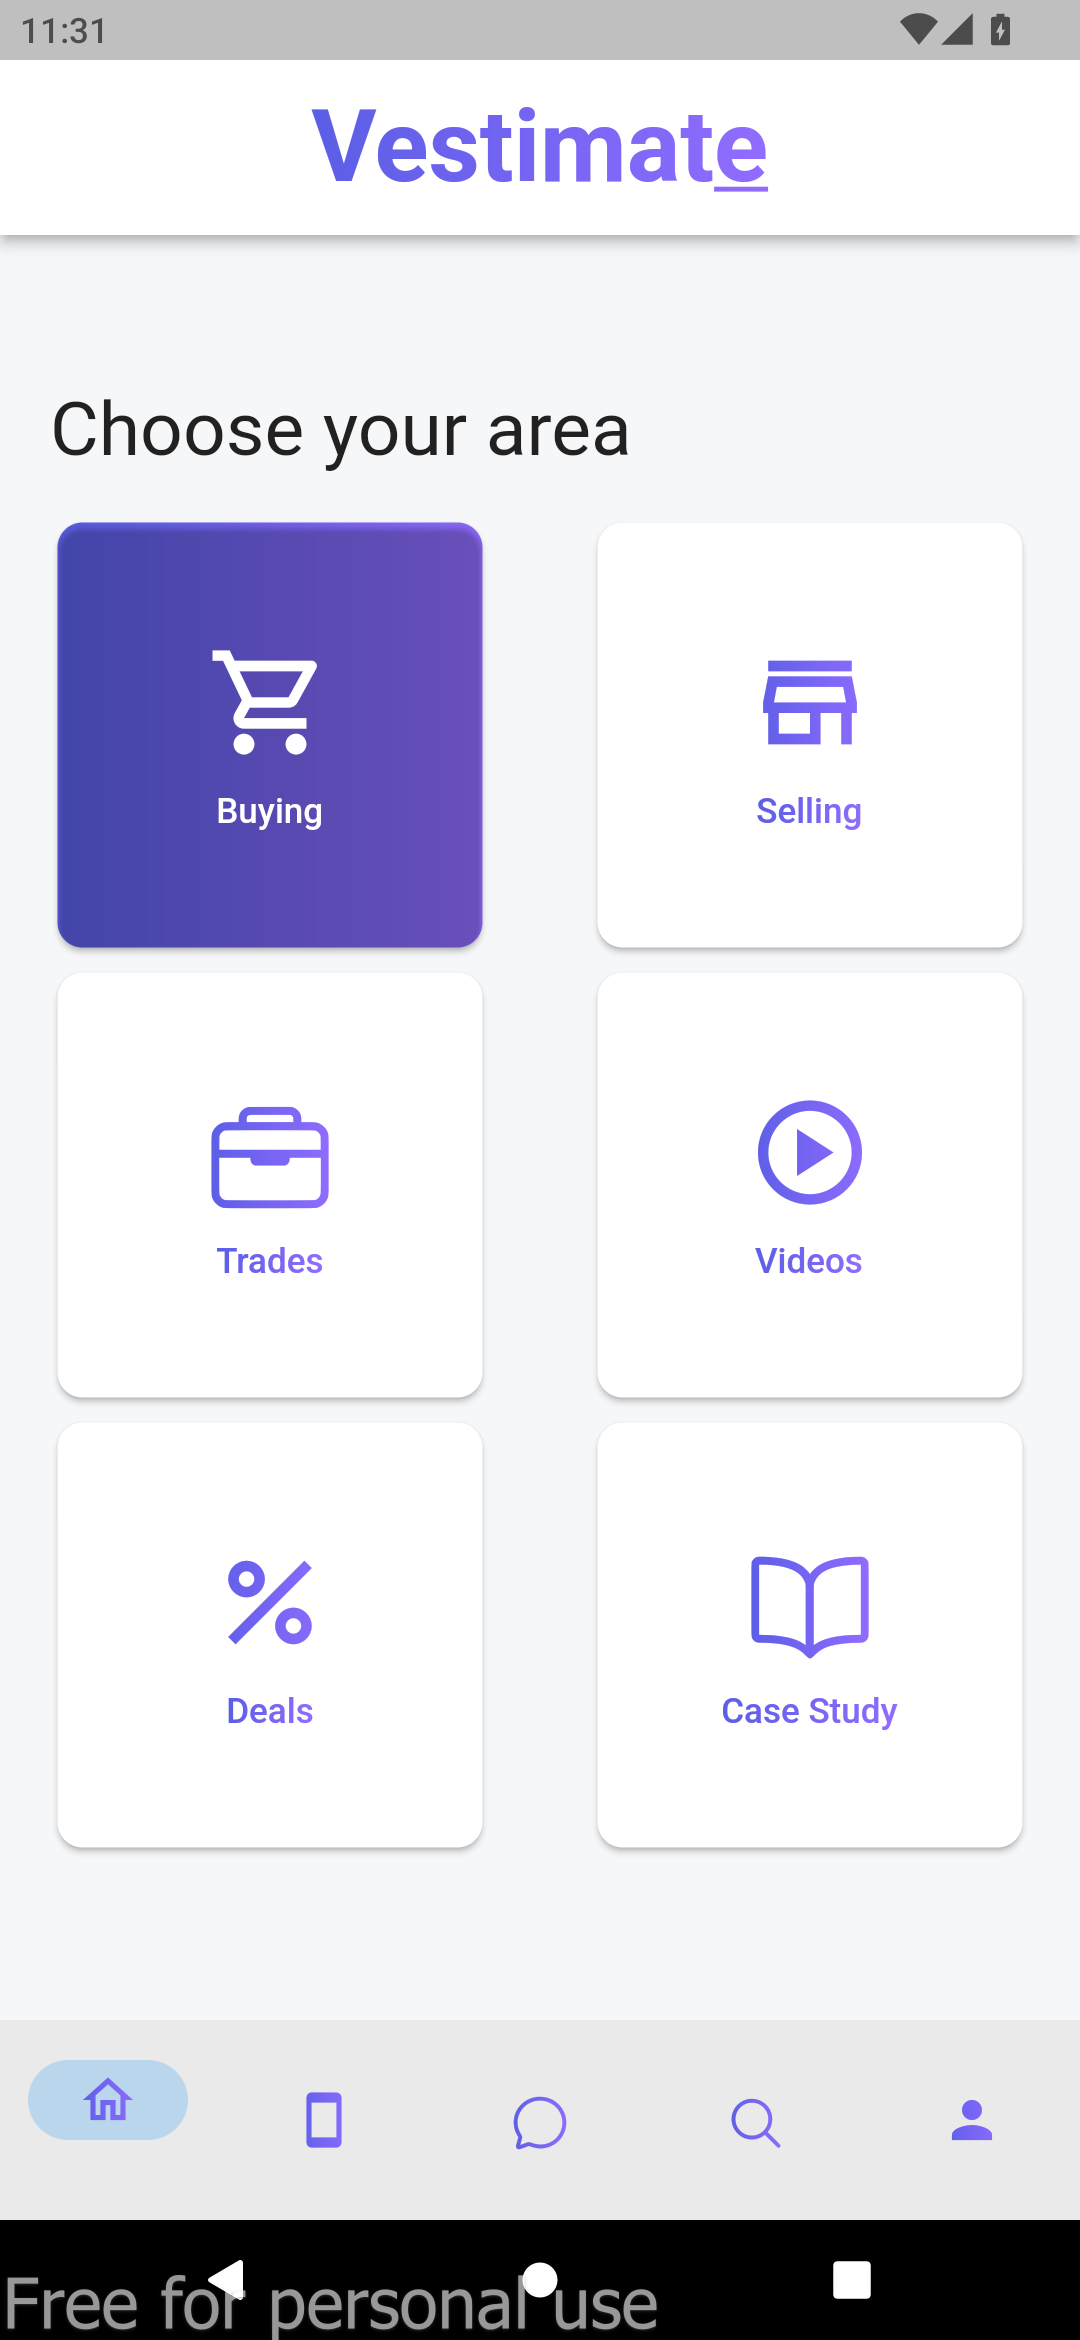 11:31
Vestimate
Choose your area
Buying
Selling
Trades
Videos
Deals
Case Study
Free for personal use